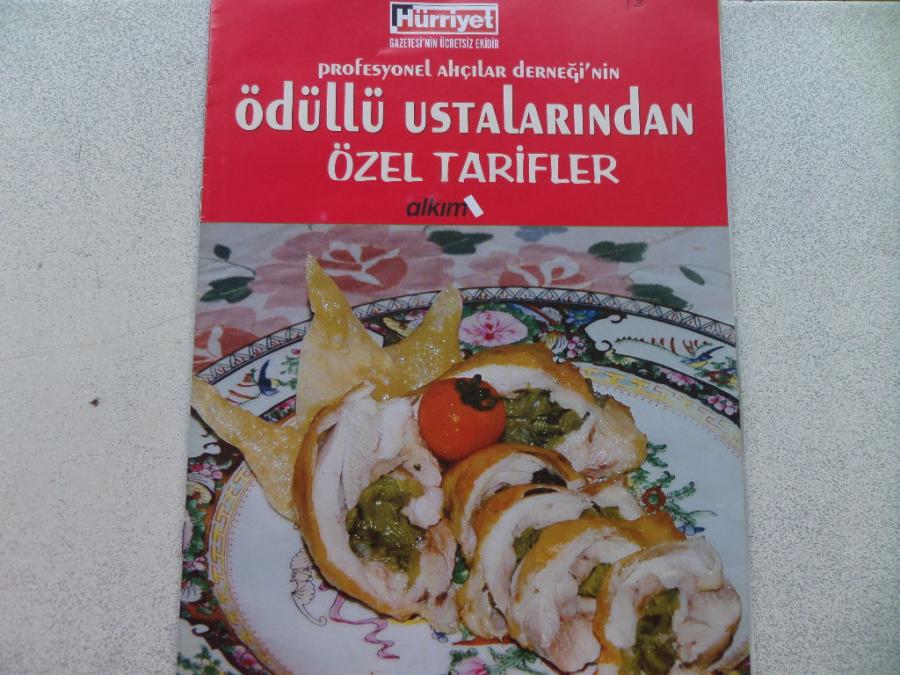 Hürriyet
GAZETESİ'NİN ÜCRETSİZ EKİDİR
PROFESYONEL AHÇILAR DERNEĞİ'NİN
ÖDÜLLÜ USTALARINDAN
ÖZEL TARİFLER
alkım